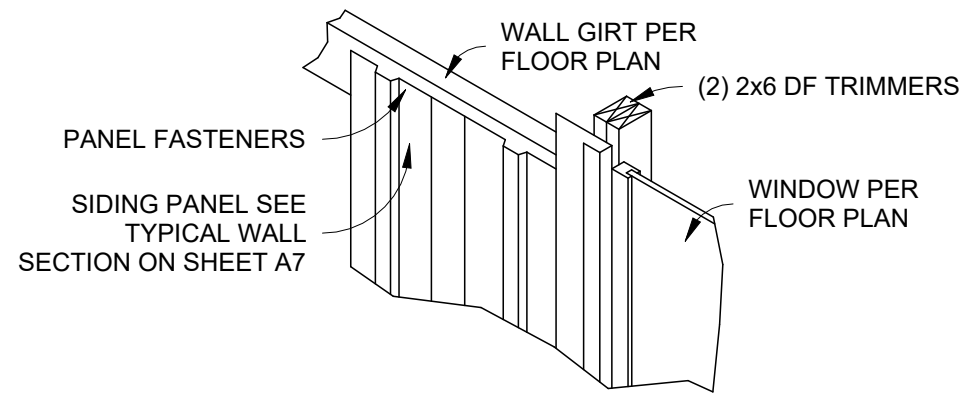 WALL GIRT PER
FLOOR PLAN
(2) 2x6 DF TRIMMERS
PANEL FASTENERS
SIDING PANEL SEE
TYPICAL WALL
SECTION ON SHEET A7
WINDOW PER
FLOOR PLAN